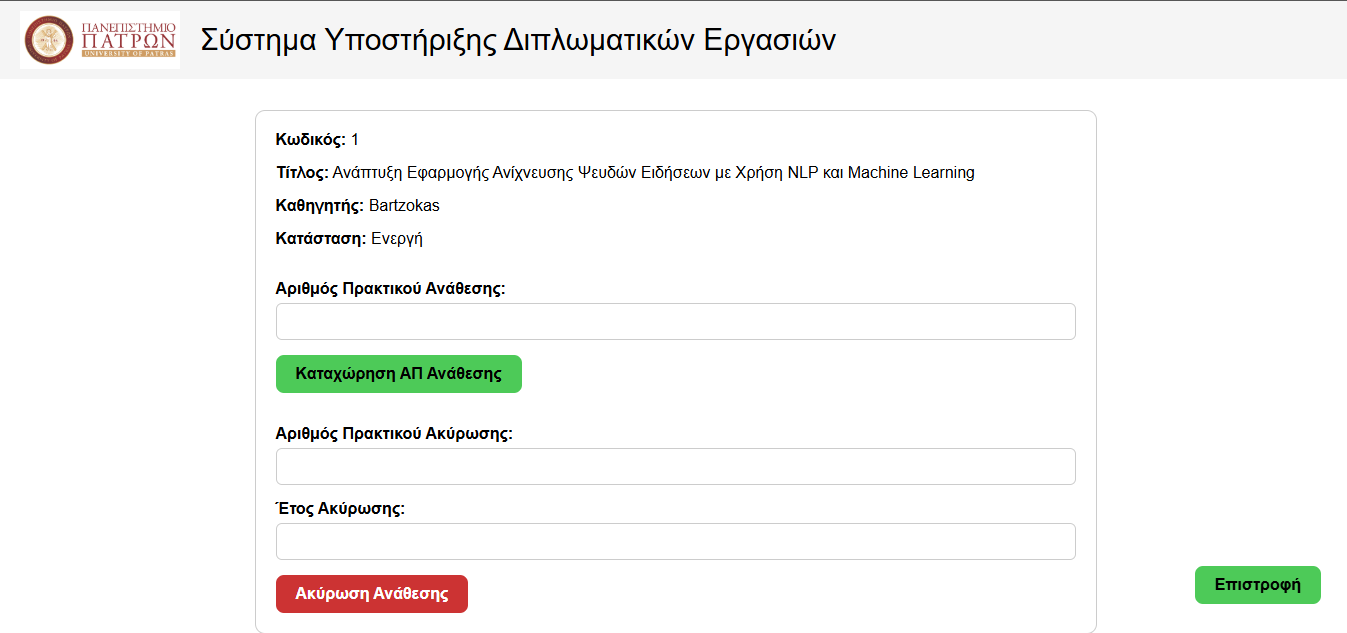 ΠΑΝΕΠΙΣΤΗΜΙΟ
ΠΑΤΡΩΝ
UNIVERSITY OF PATRAS
Σύστημα Υποστήριξης Διπλωματικών Εργασιών
Κωδικός: 1
Τίτλος: Ανάπτυξη Εφαρμογής Ανίχνευσης Ψευδών Ειδήσεων με Χρήση NLP και Machine Learning
Καθηγητής: Bartzokas
Κατάσταση: Ενεργή
Αριθμός Πρακτικού Ανάθεσης:
Καταχώρηση ΑΠ Ανάθεσης
Αριθμός Πρακτικού Ακύρωσης:
Έτος Ακύρωσης:
Ακύρωση Ανάθεσης
Επιστροφή